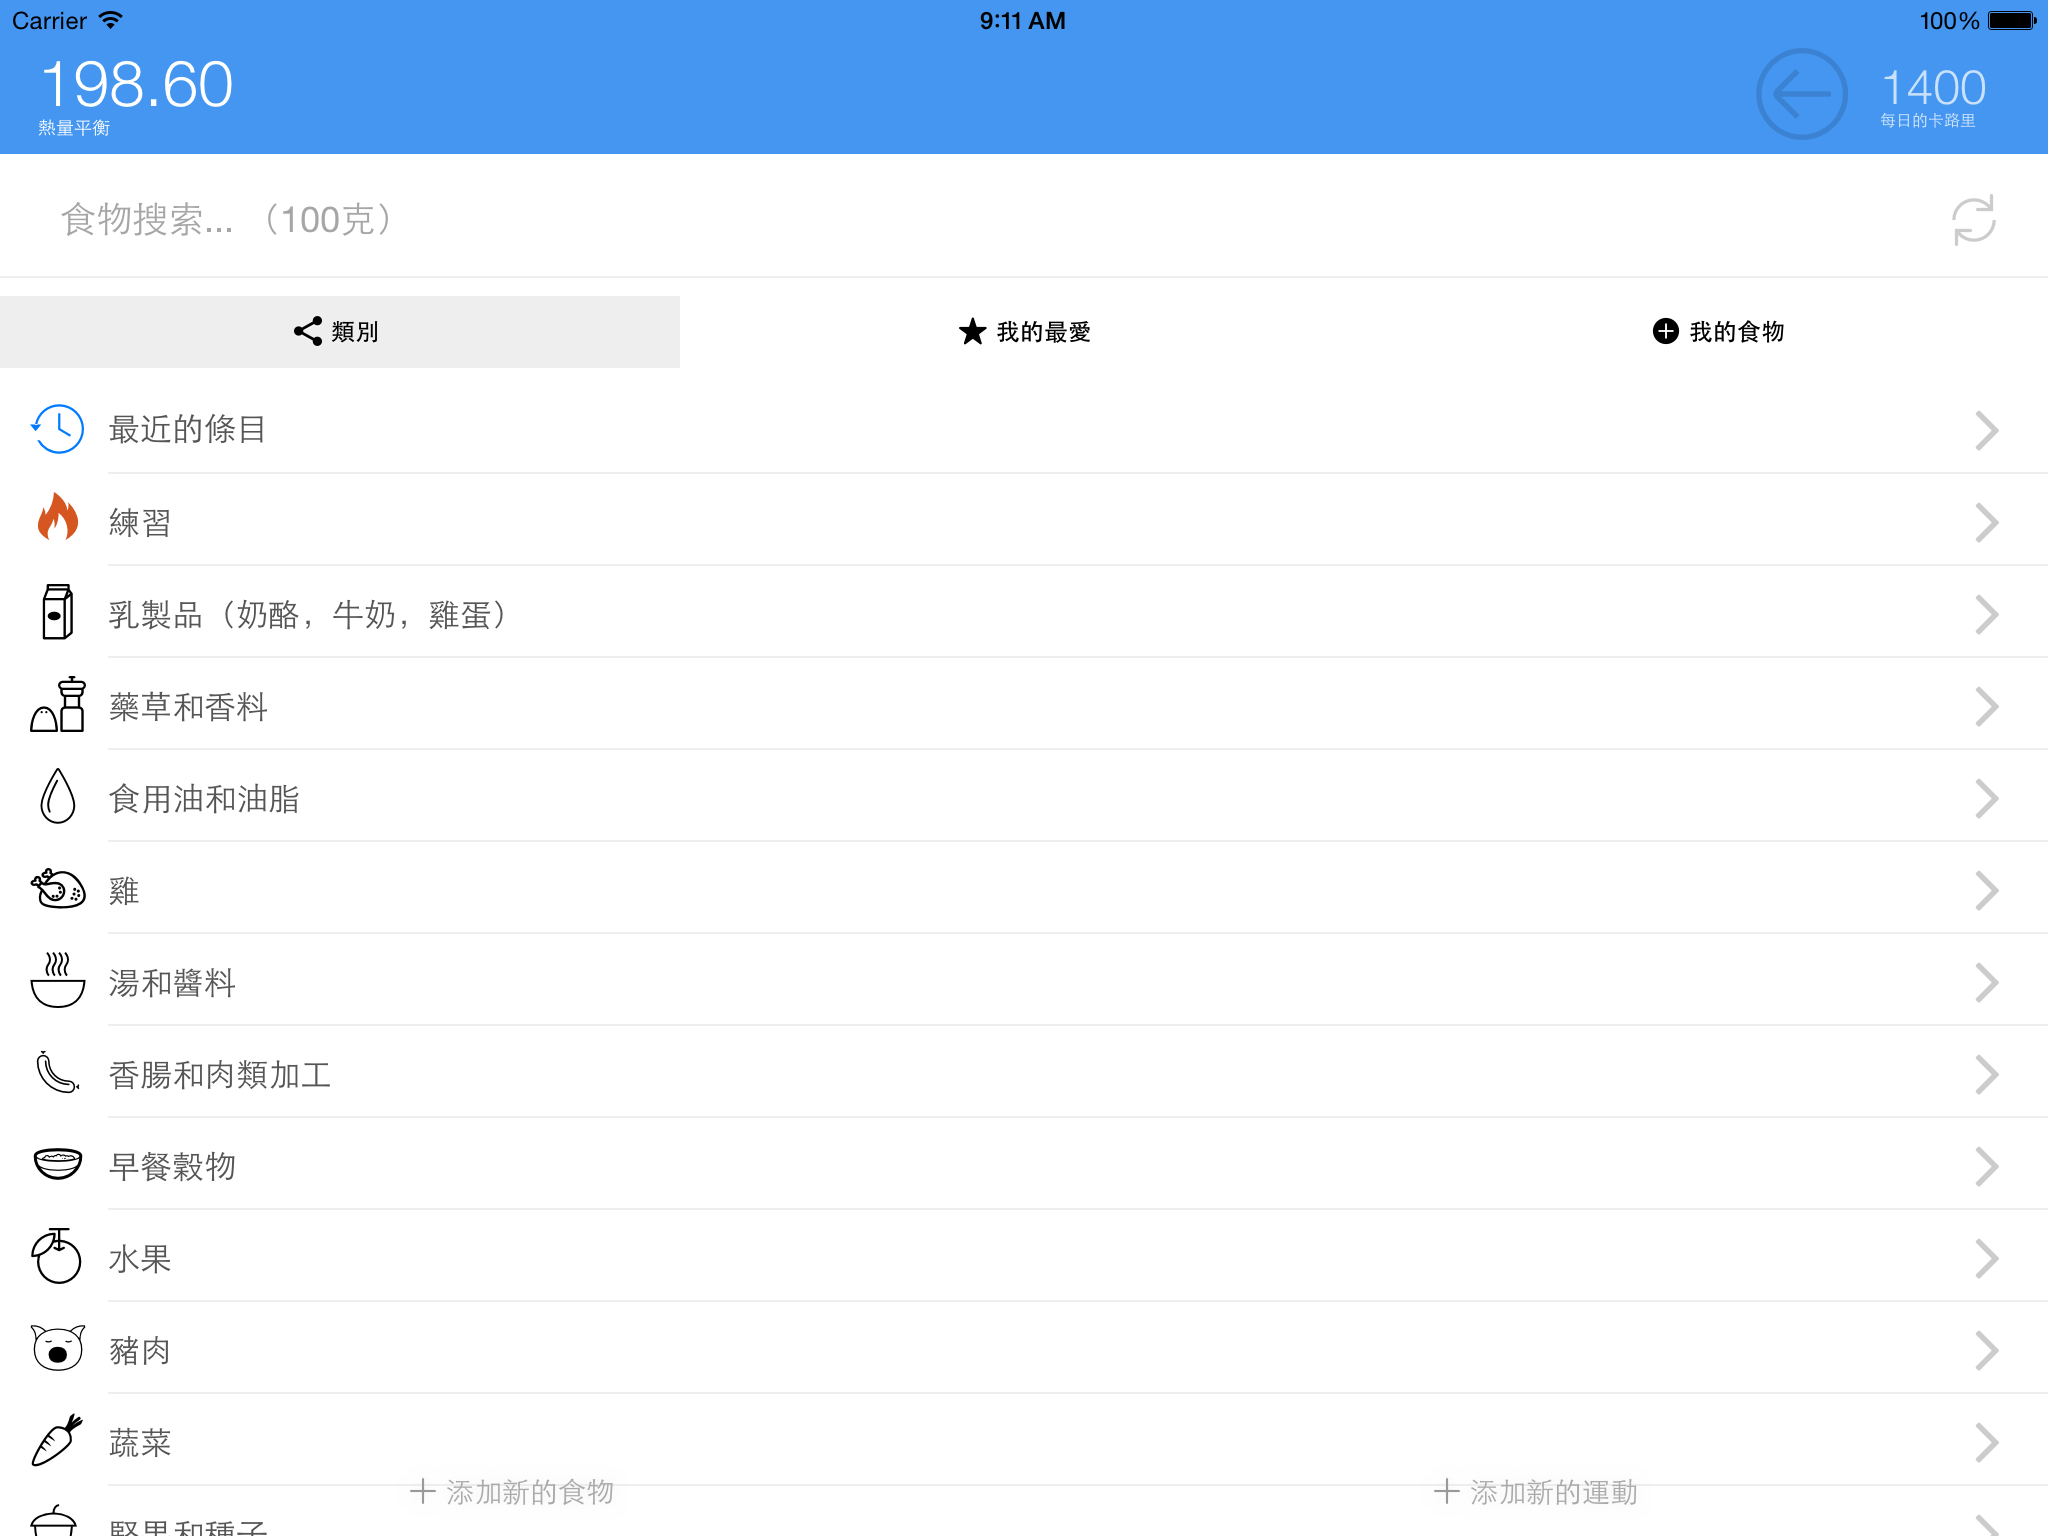 Carrier
9:11 AM
100%
198.60
熱量平衡
1400
每日的卡路里
食物搜索... （100克）
類別
我的最愛
我的食物
最近的條目
練習
乳製品（奶酪，牛奶，雞蛋）
藥草和香料
食用油和油脂
雞
湯和醬料
香腸和肉類加工
早餐穀物
水果
豬肉
蔬菜
添加新的食物
添加新的運動
堅果和種子